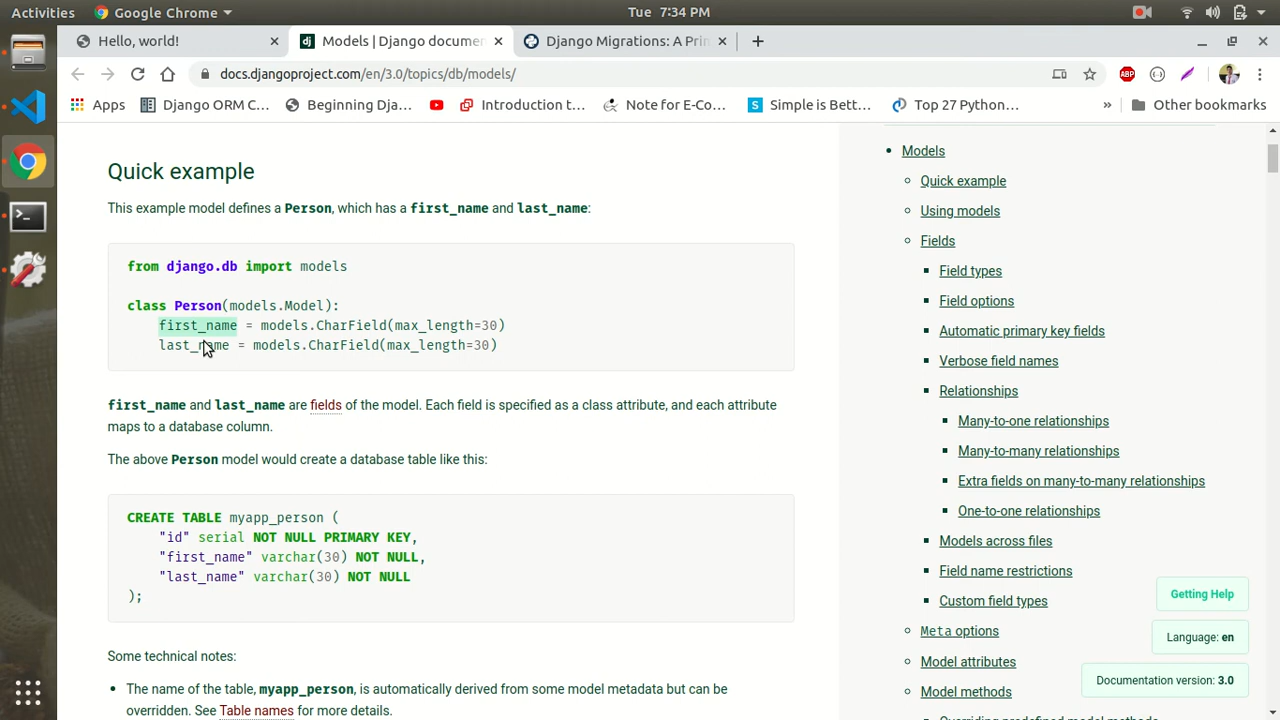 Activities
Google Chrome
Tue 7:34 PM
Hello, world!
Models | Django documen
Django Migrations: A Prin
docs.djangoproject.com/en/3.0/topics/db/models/
ABP
Apps
Django ORM C...
Beginning Dja...
Introduction t...
Note for E-Co...
Simple is Bett...
Top 27 Python...
»
Other bookmarks
Quick example
This example model defines a Person, which has a first_name and last_name:
from django.db import models
class Person(models.Model):
first_name = models.CharField(max_length=30)
last_name = models.CharField(max_length=30)
first_name and last_name are fields of the model. Each field is specified as a class attribute, and each attribute
maps to a database column.
The above Person model would create a database table like this:
CREATE TABLE myapp_person (
"id" serial NOT NULL PRIMARY KEY,
"first_name" varchar(30) NOT NULL,
"last_name" varchar(30) NOT NULL
);
Some technical notes:
• The name of the table, myapp_person, is automatically derived from some model metadata but can be
overridden. See Table names for more details.
Models
Quick example
Using models
Fields
Field types
Field options
Automatic primary key fields
Verbose field names
Relationships
Many-to-one relationships
Many-to-many relationships
Extra fields on many-to-many relationships
One-to-one relationships
Models across files
Field name restrictions
Custom field types
Meta options
Model attributes
Model methods
Overriding predefined model methods
Getting Help
Language: en
Documentation version: 3.0